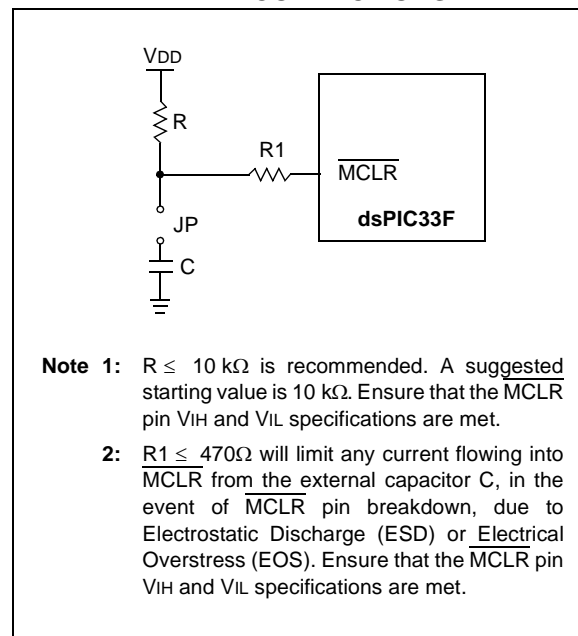 VDD
R
R1
MCLR
JP
dsPIC33F
C
Note 1: R ≤ 10 kΩ is recommended. A suggested
starting value is 10 kΩ. Ensure that the MCLR
pin VIH and VIL specifications are met.
2: R1 ≤ 470Ω will limit any current flowing into
MCLR from the external capacitor C, in the
event of MCLR pin breakdown, due to
Electrostatic Discharge (ESD) or Electrical
Overstress (EOS). Ensure that the MCLR pin
VIH and VIL specifications are met.